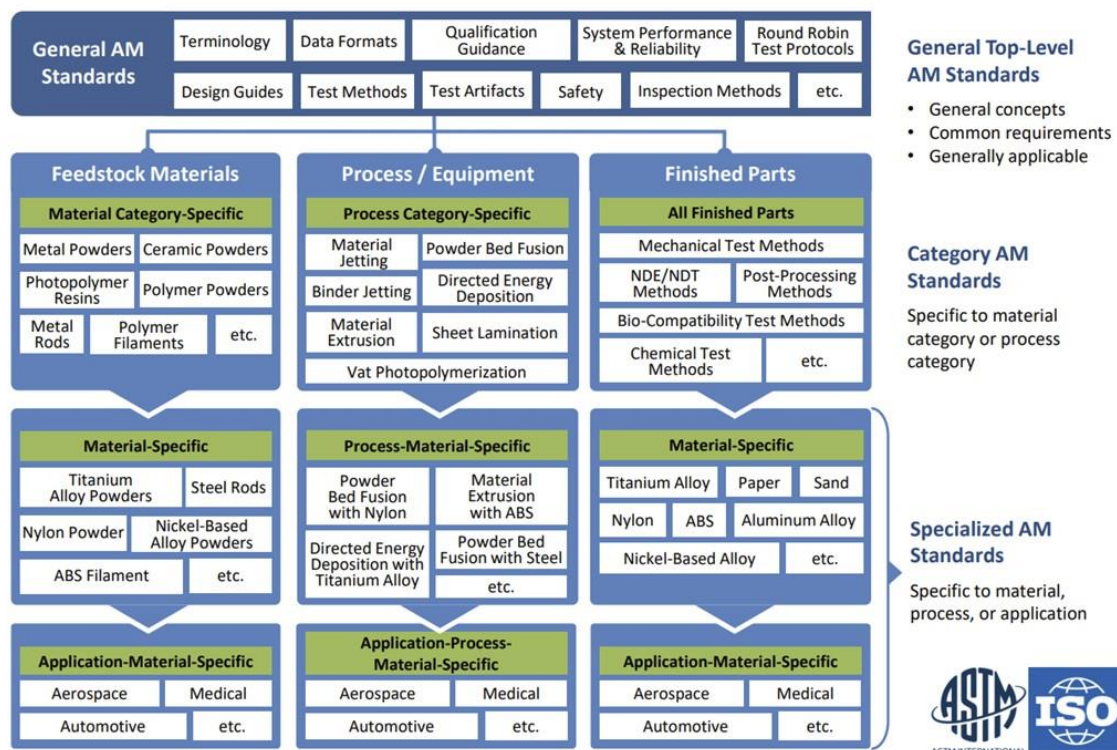 General AM
Standards
Terminology
Data Formats
Qualification
Guidance
System Performance
& Reliability
Round Robin
Test Protocols
Design Guides
Test Methods
Test Artifacts
Safety
Inspection Methods
etc.
General Top-Level
AM Standards
• General concepts
• Common requirements
• Generally applicable
Feedstock Materials
Material Category-Specific
Metal Powders
Ceramic Powders
Photopolymer
Resins
Polymer Powders
Metal
Rods
Polymer
Filaments
etc.
Process / Equipment
Process Category-Specific
Material
Jetting
Powder Bed Fusion
Binder Jetting
Directed Energy
Deposition
Material
Extrusion
Sheet Lamination
Vat Photopolymerization
Finished Parts
All Finished Parts
Mechanical Test Methods
NDE/NDT
Methods
Post-Processing
Methods
Bio-Compatibility Test Methods
Chemical Test
Methods
etc.
Category AM
Standards
Specific to material
category or process
category
Material-Specific
Titanium
Alloy Powders
Steel Rods
Nylon Powder
Nickel-Based
Alloy Powders
ABS Filament
etc.
Process-Material-Specific
Powder
Bed Fusion
with Nylon
Material
Extrusion
with ABS
Directed Energy
Deposition with
Titanium Alloy
Powder Bed
Fusion with Steel
etc.
Material-Specific
Titanium Alloy
Paper
Sand
Nylon
ABS
Aluminum Alloy
Nickel-Based Alloy
etc.
Specialized AM
Standards
Specific to material,
process, or application
Application-Material-Specific
Aerospace
Medical
Automotive
etc.
Application-Process-
Material-Specific
Aerospace
Medical
Automotive
etc.
Application-Material-Specific
Aerospace
Medical
Automotive
etc.
ASTM
ASTM INTERNATIONAL
ISO